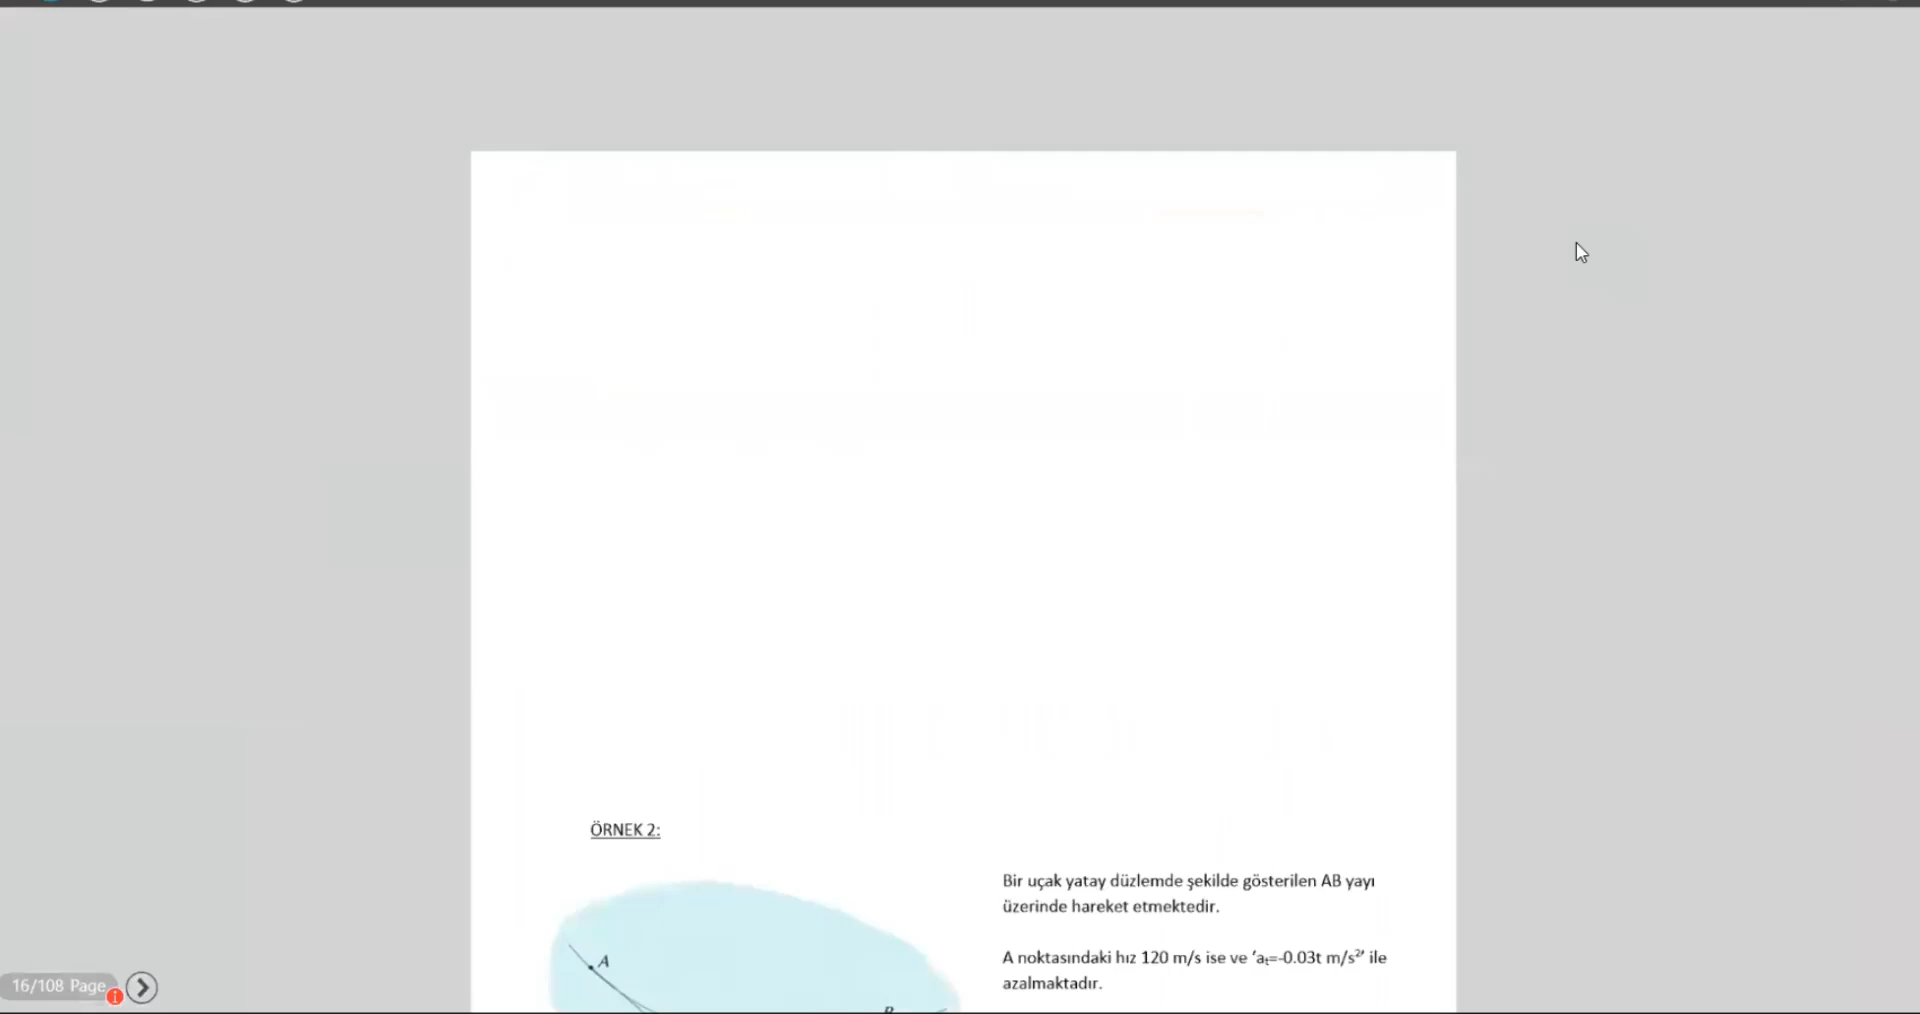 ÖRNEK 2:
Bir uçak yatay düzlemde şekilde gösterilen AB yayı
üzerinde hareket etmektedir.
A noktasındaki hız 120 m/s ise ve ‘aₜ=-0.03t m/s²’ ile
azalmaktadır.
A
16/108 Page